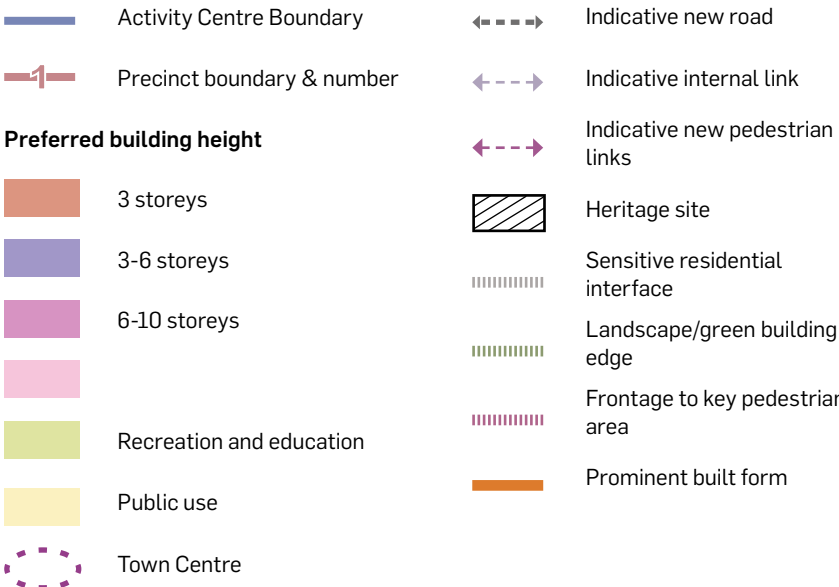 Activity Centre Boundary
1
Precinct boundary & number
Preferred building height
3 storeys
3-6 storeys
6-10 storeys
Recreation and education
Public use
Town Centre
Indicative new road
Indicative internal link
Indicative new pedestrian
links
Heritage site
Sensitive residential
interface
Landscape/green building
edge
Frontage to key pedestrian
area
Prominent built form